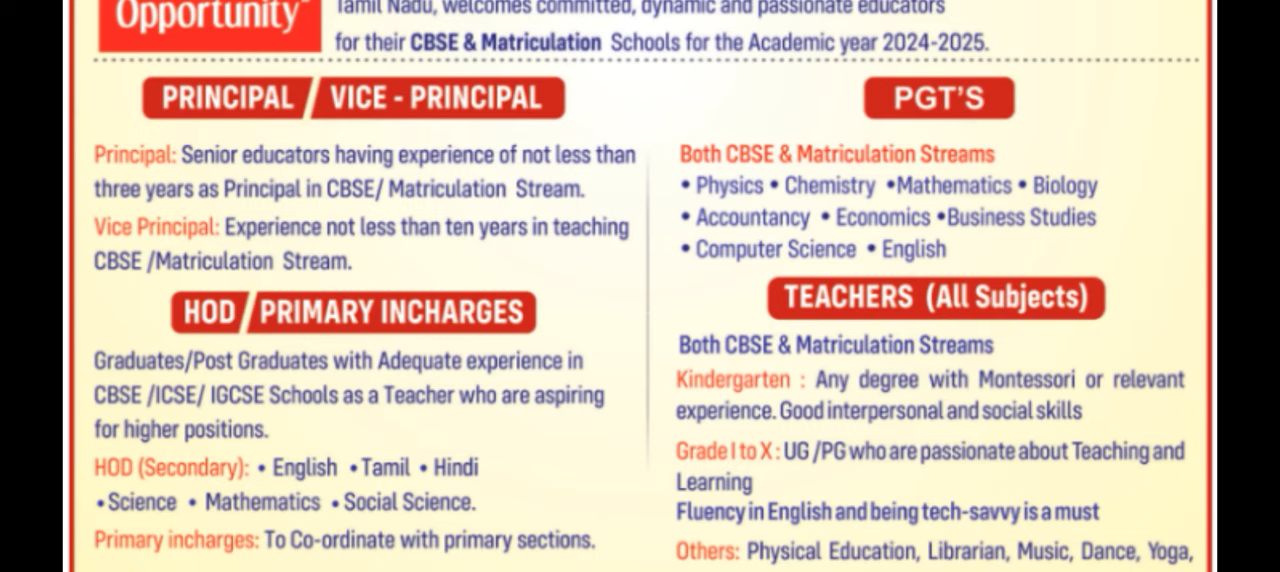 Opportunity
Tamil Nadu, welcomes committed, dynamic and passionate educators
for their CBSE & Matriculation Schools for the Academic year 2024-2025.
PRINCIPAL / VICE - PRINCIPAL
Principal: Senior educators having experience of not less than
three years as Principal in CBSE/ Matriculation Stream.
Vice Principal: Experience not less than ten years in teaching
CBSE /Matriculation Stream.
HOD / PRIMARY INCHARGES
Graduates/Post Graduates with Adequate experience in
CBSE /ICSE/ IGCSE Schools as a Teacher who are aspiring
for higher positions.
HOD (Secondary): • English • Tamil • Hindi
• Science • Mathematics • Social Science.
Primary incharges: To Co-ordinate with primary sections.
PGT'S
Both CBSE & Matriculation Streams
• Physics • Chemistry •Mathematics • Biology
• Accountancy • Economics •Business Studies
• Computer Science • English
TEACHERS (All Subjects)
Both CBSE & Matriculation Streams
Kindergarten : Any degree with Montessori or relevant
experience. Good interpersonal and social skills
Grade I to X : UG /PG who are passionate about Teaching and
Learning
Fluency in English and being tech-savvy is a must
Others: Physical Education, Librarian, Music, Dance, Yoga,